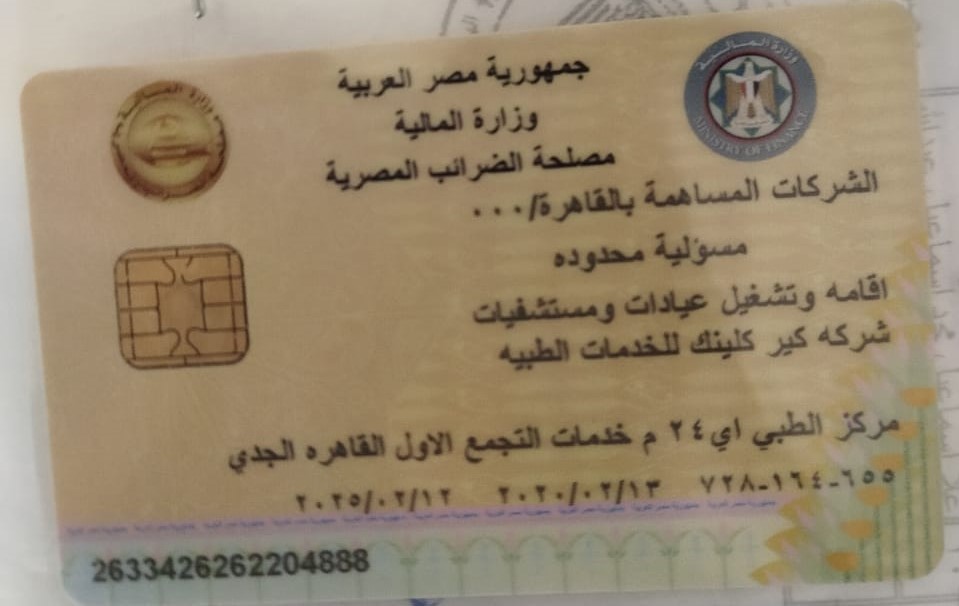 جمهورية مصر العربية
وزارة المالية
مصلحة الضرائب المصرية
وزارة المالية
MINISTRY OF FINANCE
الشركات المساهمة بالقاهرة/٠٠٠
مسؤلية محدوده
اقامه وتشغيل عيادات ومستشفيات
شركه كير كلينك للخدمات الطبيه
مركز الطبي اي٢٤ م خدمات التجمع الاول القاهره الجدي
٦٥٥-١٦٤-٧٢٨ ٢٠٢٠/٠٢/١٣ ٢٠٢٥/٠٢/١٢
2633426262204888